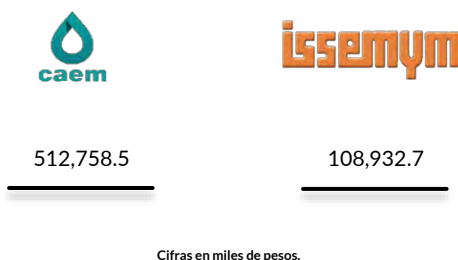 caem
issemym
512,758.5
108,932.7
Cifras en miles de pesos.